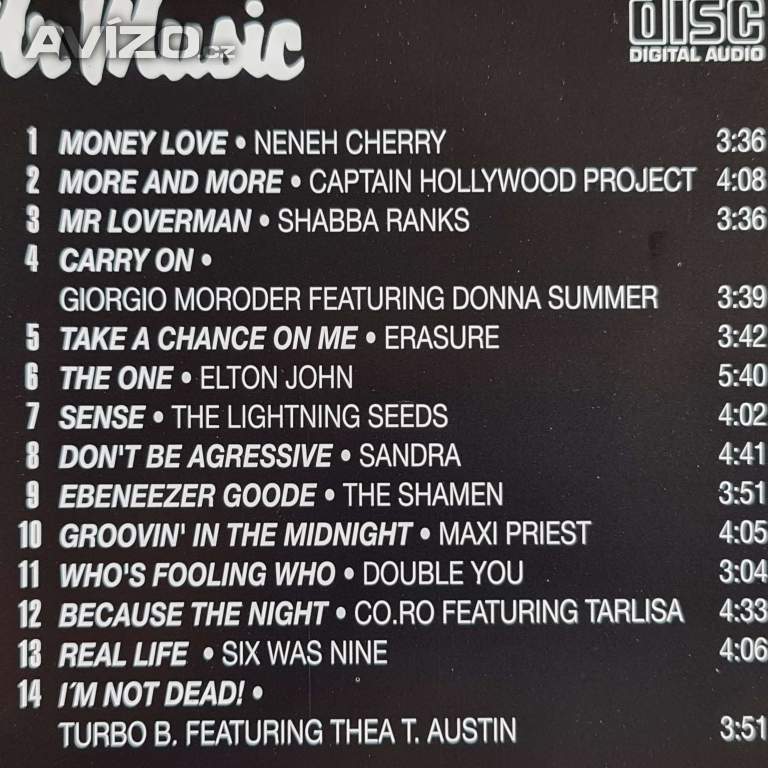 Mr Music
AVÍZO.cz
DISC
DIGITAL AUDIO
1 MONEY LOVE • NENEH CHERRY 3:36
2 MORE AND MORE • CAPTAIN HOLLYWOOD PROJECT 4:08
3 MR LOVERMAN • SHABBA RANKS 3:36
4 CARRY ON •
GIORGIO MORODER FEATURING DONNA SUMMER 3:39
5 TAKE A CHANCE ON ME • ERASURE 3:42
6 THE ONE • ELTON JOHN 5:40
7 SENSE • THE LIGHTNING SEEDS 4:02
8 DON'T BE AGRESSIVE • SANDRA 4:41
9 EBENEEZER GOODE • THE SHAMEN 3:51
10 GROOVIN' IN THE MIDNIGHT • MAXI PRIEST 4:05
11 WHO'S FOOLING WHO • DOUBLE YOU 3:04
12 BECAUSE THE NIGHT • CO.RO FEATURING TARLISA 4:33
13 REAL LIFE • SIX WAS NINE 4:06
14 I´M NOT DEAD! •
TURBO B. FEATURING THEA T. AUSTIN 3:51